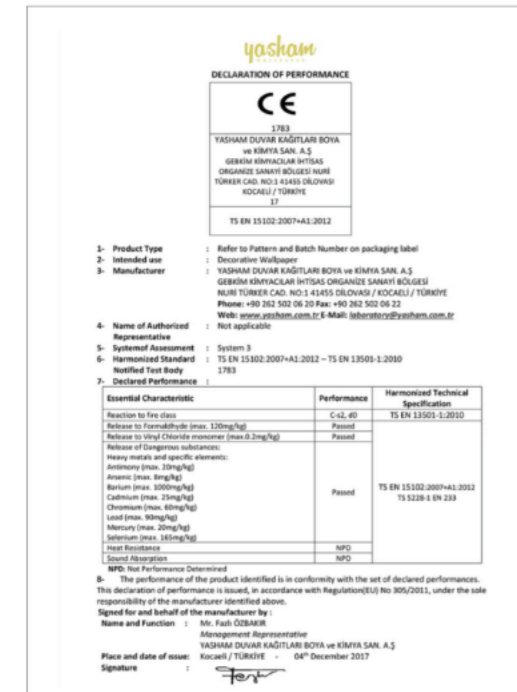 yasham
DECLARATION OF PERFORMANCE
CE
1783
YASHAM DUVAR KAĞITLARI BOYA
ve KİMYA SAN. A.Ş
GEBKİM KİMYACILAR İHTİSAS
ORGANİZE SANAYİ BÖLGESİ NURİ
TÜRKER CAD. NO:1 41455 DİLOVASI
KOCAELİ / TÜRKİYE
17
TS EN 15102:2007+A1:2012
1- Product Type : Refer to Pattern and Batch Number on packaging label
2- Intended use : Decorative Wallpaper
3- Manufacturer : YASHAM DUVAR KAĞITLARI BOYA ve KİMYA SAN. A.Ş
GEBKİM KİMYACILAR İHTİSAS ORGANİZE SANAYİ BÖLGESİ
NURİ TÜRKER CAD. NO:1 41455 DİLOVASI / KOCAELİ / TÜRKİYE
Phone: +90 262 502 06 20 Fax: +90 262 502 06 22
Web: www.yasham.com.tr E-Mail: laboratory@yasham.com.tr
4- Name of Authorized : Not applicable
Representative
5- Systemof Assessment : System 3
6- Harmonized Standard : TS EN 15102:2007+A1:2012 – TS EN 13501-1:2010
Notified Test Body 1783
7- Declared Performance :
Essential Characteristic Performance Harmonized Technical Specification
Reaction to fire class C-s2, d0 TS EN 13501-1:2010
Release to Formaldhyde (max. 120mg/kg) Passed
Release to Vinyl Chloride monomer (max.0.2mg/kg) Passed
Release of Dangerous substances:
Heavy metals and specific elements:
Antimony (max. 20mg/kg)
Arsenic (max. 8mg/kg)
Barium (max. 1000mg/kg)
Cadmium (max. 25mg/kg)
Chromium (max. 60mg/kg)
Lead (max. 90mg/kg)
Mercury (max. 20mg/kg)
Selenium (max. 165mg/kg)
Passed
TS EN 15102:2007+A1:2012
TS 5228-1 EN 233
Heat Resistance NPD
Sound Absorption NPD
NPD: Not Performance Determined
8- The performance of the product identified is in conformity with the set of declared performances.
This declaration of performance is issued, in accordance with Regulation(EU) No 305/2011, under the sole
responsibility of the manufacturer identified above.
Signed for and behalf of the manufacturer by :
Name and Function : Mr. Fazlı ÖZBAKIR
Management Representative
YASHAM DUVAR KAĞITLARI BOYA ve KİMYA SAN. A.Ş
Place and date of issue: Kocaeli / TÜRKİYE - 04th December 2017
Signature :